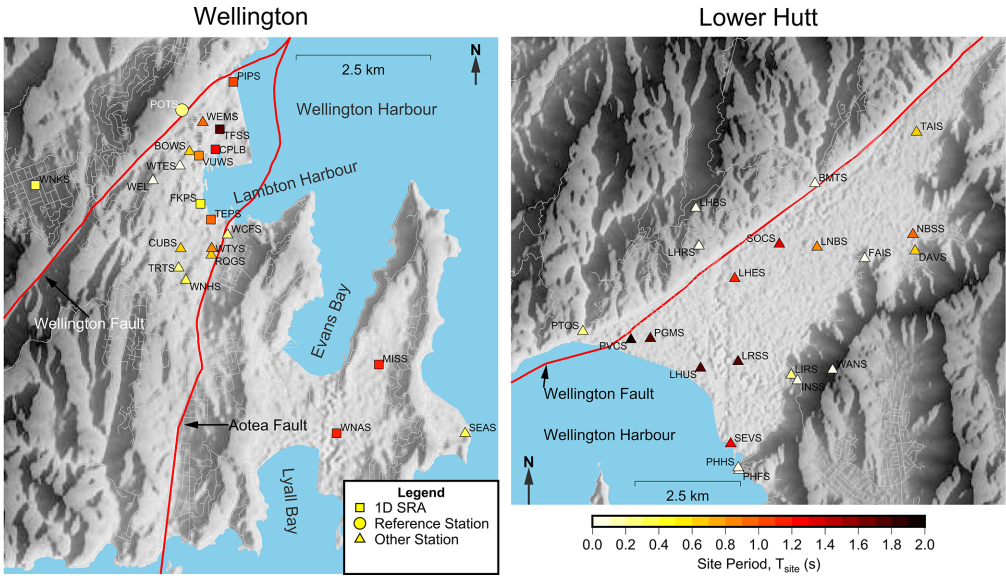 Wellington
Lower Hutt
N
2.5 km
PIPS
Wellington Harbour
POTS
WEMS
TFSS
BOWS
CPLB
VUWS
WTES
WEL
Lambton Harbour
WNKS
FKPS
TEPS
WCFS
CUBS
WTYS
RQGS
TRTS
WNHS
Wellington Fault
Evans Bay
MISS
Aotea Fault
WNAS
SEAS
Lyall Bay
Legend
1D SRA
Reference Station
Other Station
TAIS
BMTS
LHBS
NBSS
SOCS
LNBS
LHRS
FAIS
DAVS
LHES
PTOS
PVCS
PGMS
LRSS
LHUS
LIRS
WANS
INSS
Wellington Fault
Wellington Harbour
SEVS
PHHS
PHFS
N
2.5 km
0.0 0.2 0.4 0.6 0.8 1.0 1.2 1.4 1.6 1.8 2.0
Site Period, Tsite (s)